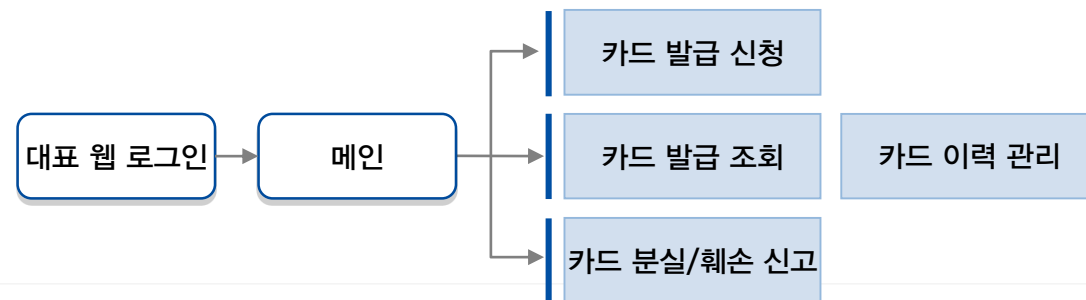 카드 발급 신청
대표 웹 로그인
메인
카드 발급 조회
카드 이력 관리
카드 분실/훼손 신고